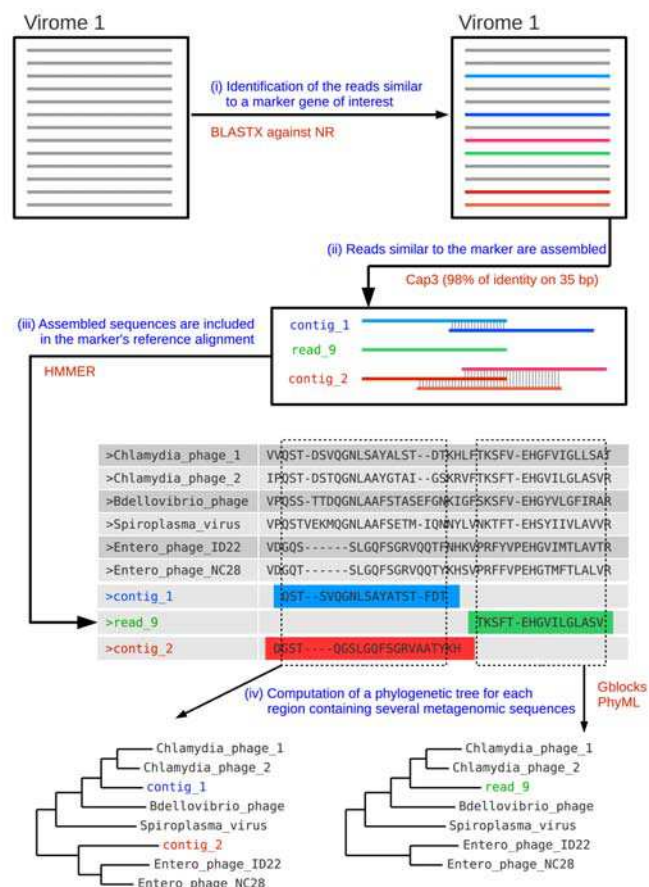 Virome 1
Virome 1
(i) Identification of the reads similar
to a marker gene of interest
BLASTX against NR
(ii) Reads similar to the marker are assembled
Cap3 (98% of identity on 35 bp)
(iii) Assembled sequences are included
in the marker's reference alignment
HMMER
contig_1
read_9
contig_2
>Chlamydia_phage_1 VVQST-DSVQGNLSAYALST--DTKHLFTKSFV-EHGFVIGLLSAT
>Chlamydia_phage_2 IPQST-DSTQGNLAAYGTAI--GSKRVFTKSFT-EHGVILGLASVR
>Bdellovibrio_phage VPQSS-TTDQGNLAAFSTASEFGNKIGFSKSFV-EHGYVLGFIRAR
>Spiroplasma_virus VPQSTVEKMQGNLAAFSETM-IQNNYLVNKTFT-EHSYIIVLAVVR
>Entero_phage_ID22 VDGQS------SLGQFSGRVQQTFNHKVPRFYVPEHGVIMTLAVTR
>Entero_phage_NC28 VDGQT------SLGQFSGRVQQTYKHSVPRFFVPEHGTMFTLALVR
>contig_1 QST--SVQGNLSAYATST-FDT
>read_9 TKSFT-EHGVILGLASV
>contig_2 DGST----QGSLGQFSGRVAATYKH
(iv) Computation of a phylogenetic tree for each
region containing several metagenomic sequences
Gblocks
PhyML
Chlamydia_phage_1
Chlamydia_phage_2
contig_1
Bdellovibrio_phage
Spiroplasma_virus
contig_2
Entero_phage_ID22
Entero_phage_NC28
Chlamydia_phage_1
Chlamydia_phage_2
read_9
Bdellovibrio_phage
Spiroplasma_virus
Entero_phage_ID22
Entero_phage_NC28